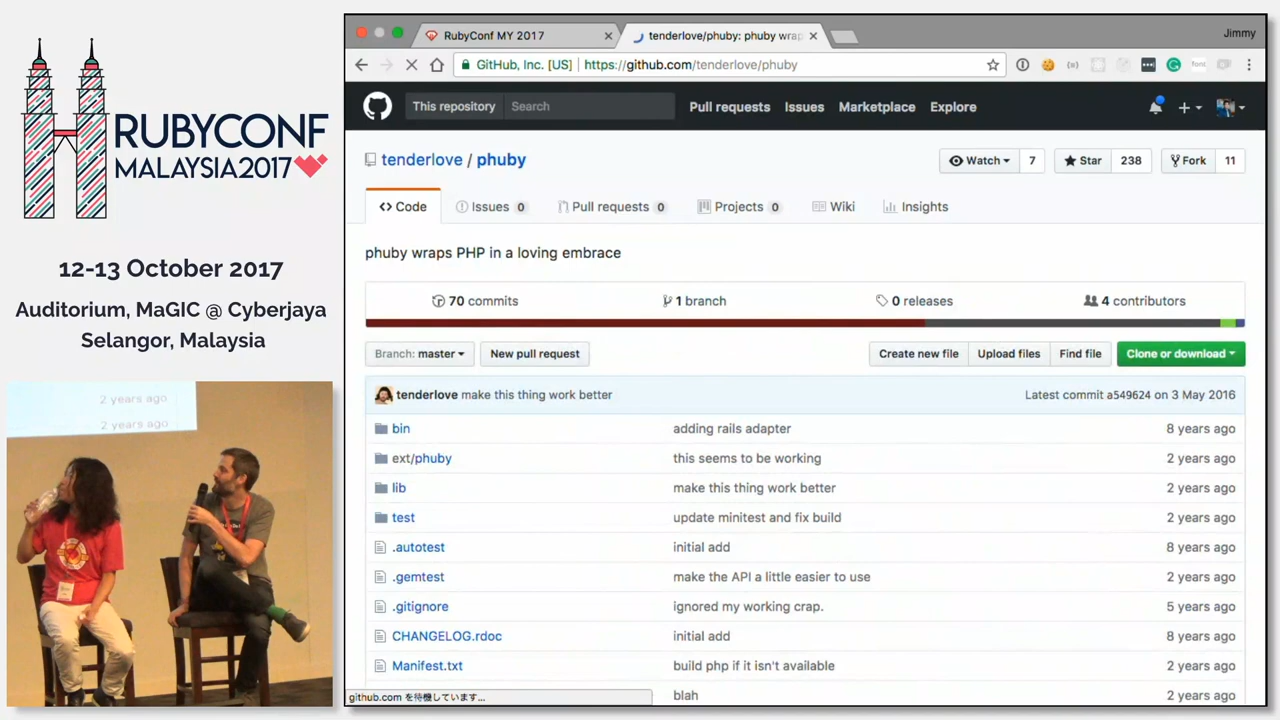 RUBYCONF
MALAYSIA2017
12-13 October 2017
Auditorium, MaGIC @ Cyberjaya
Selangor, Malaysia
2 years ago
2 years ago
RubyConf MY 2017
tenderlove/phuby: phuby wrap
Jimmy
GitHub, Inc. [US] https://github.com/tenderlove/phuby
This repository Search Pull requests Issues Marketplace Explore
tenderlove / phuby Watch 7 Star 238 Fork 11
Code Issues 0 Pull requests 0 Projects 0 Wiki Insights
phuby wraps PHP in a loving embrace
70 commits 1 branch 0 releases 4 contributors
Branch: master New pull request Create new file Upload files Find file Clone or download
tenderlove make this thing work better Latest commit a549624 on 3 May 2016
bin adding rails adapter 8 years ago
ext/phuby this seems to be working 2 years ago
lib make this thing work better 2 years ago
test update minitest and fix build 2 years ago
.autotest initial add 8 years ago
.gemtest make the API a little easier to use 2 years ago
.gitignore ignored my working crap. 5 years ago
CHANGELOG.rdoc initial add 8 years ago
Manifest.txt build php if it isn't available 2 years ago
blah 2 years ago
github.com を待機しています...